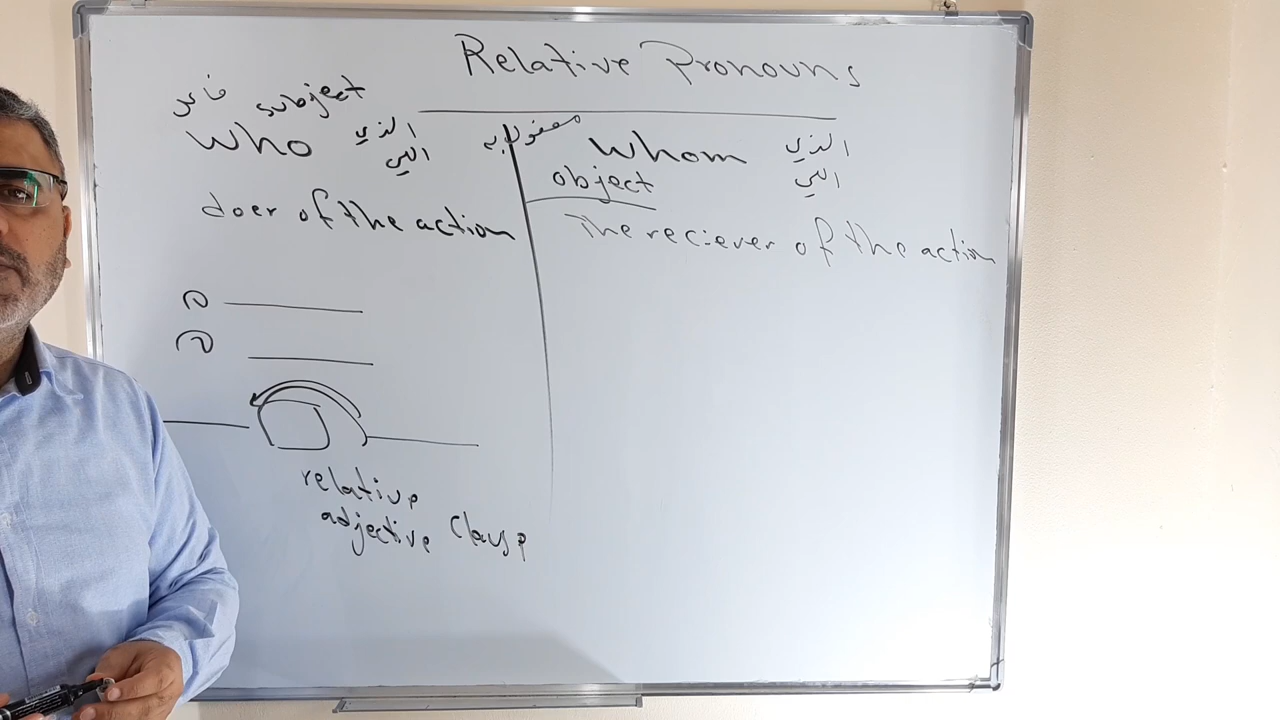 Relative Pronouns
فاعل subject
who الذي
التي
doer of the action
مفعول به whom الذي
object التي
The reciever of the action
relative
adjective clause